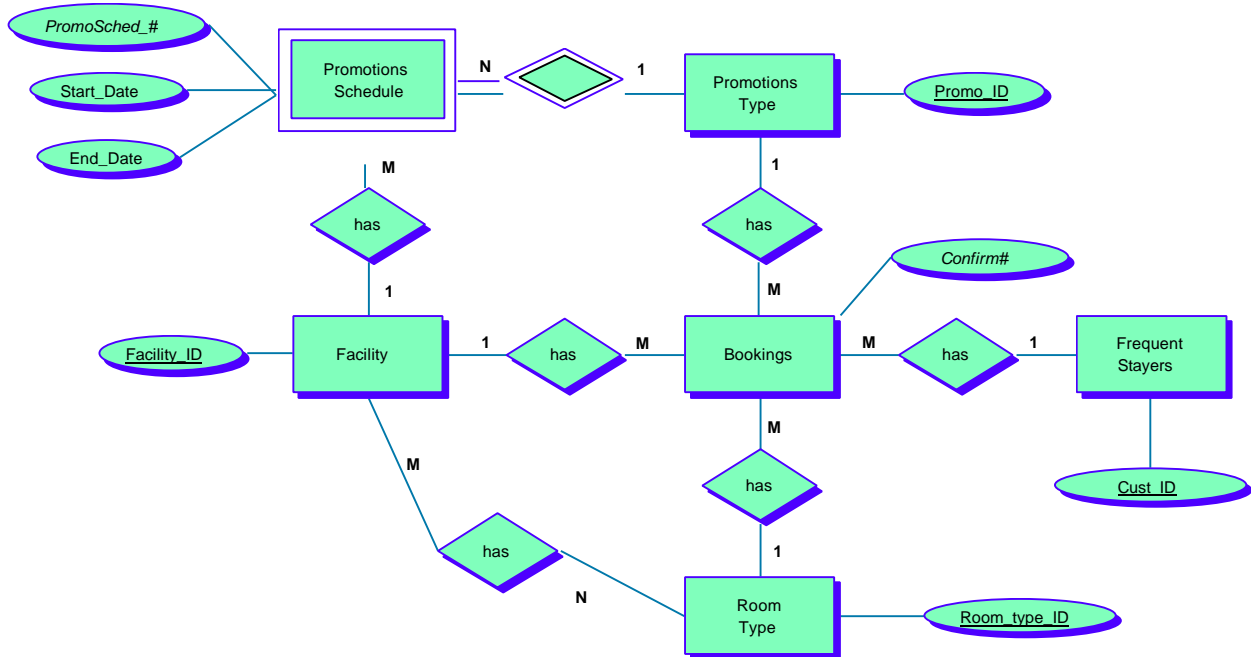 PromoSched_#
Promotions
Schedule
N
1
Promotions
Type
Start_Date
Promo_ID
End_Date
M
1
has
has
Confirm#
1
M
Facility_ID
Facility
1
has
M
Bookings
M
has
1
Frequent
Stayers
M
M
has
Cust_ID
has
1
N
Room
Type
Room_type_ID